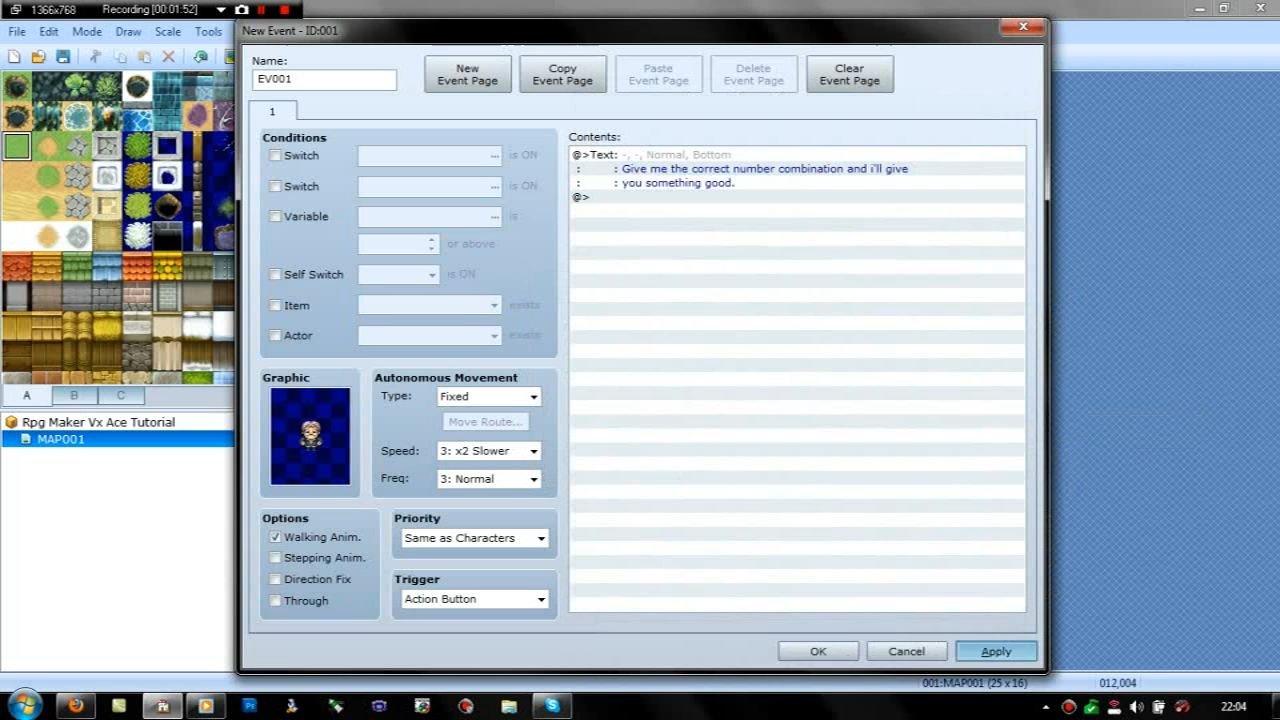 1366x768 Recording [00:01:52]
File Edit Mode Draw Scale Tools
New Event - ID:001
Name:
EV001
New Event Page
Copy Event Page
Paste Event Page
Delete Event Page
Clear Event Page
1
Conditions
Switch ... is ON
Switch ... is ON
Variable ... is
or above
Self Switch is ON
Item exists
Actor exists
Graphic
Autonomous Movement
Type: Fixed
Move Route...
Speed: 3: x2 Slower
Freq: 3: Normal
Options
Walking Anim.
Stepping Anim.
Direction Fix
Through
Priority
Same as Characters
Trigger
Action Button
Contents:
@>Text: -, -, Normal, Bottom
: : Give me the correct number combination and i'll give
: : you something good.
@>
OK Cancel Apply
A B C
Rpg Maker Vx Ace Tutorial
MAP001
001:MAP001 (25 x 16) 012,004
22:04